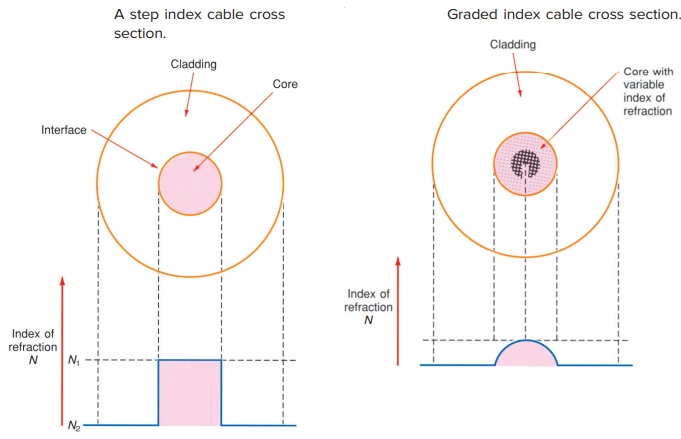 A step index cable cross
section.
Cladding
Core
Interface
Index of
refraction
N
N₁
N₂
Graded index cable cross section.
Cladding
Core with
variable
index of
refraction
Index of
refraction
N